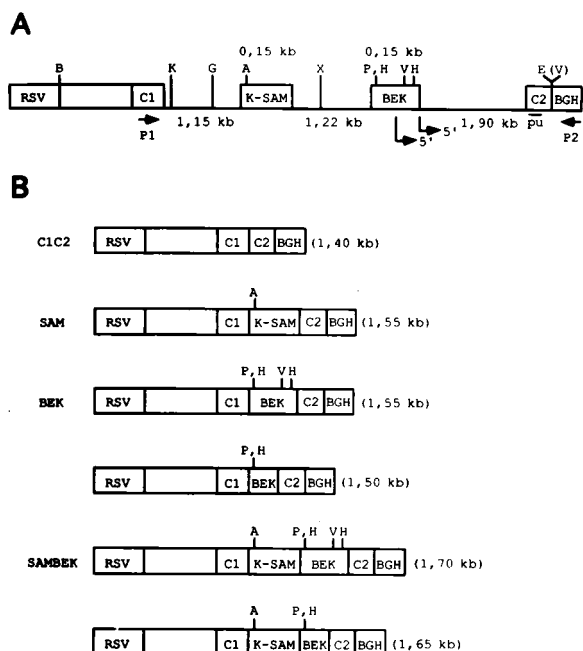 A
0,15 kb 0,15 kb
B K G A X P,H V H E (V)
RSV C1 K-SAM BEK C2 BGH
P1 1,15 kb 1,22 kb 5' 5' 1,90 kb pu P2
B
C1C2 RSV C1 C2 BGH (1,40 kb)
A
SAM RSV C1 K-SAM C2 BGH (1,55 kb)
P,H V H
BEK RSV C1 BEK C2 BGH (1,55 kb)
P,H
RSV C1 BEK C2 BGH (1,50 kb)
A P,H V H
SAMBEK RSV C1 K-SAM BEK C2 BGH (1,70 kb)
A P,H
RSV C1 K-SAM BEK C2 BGH (1,65 kb)